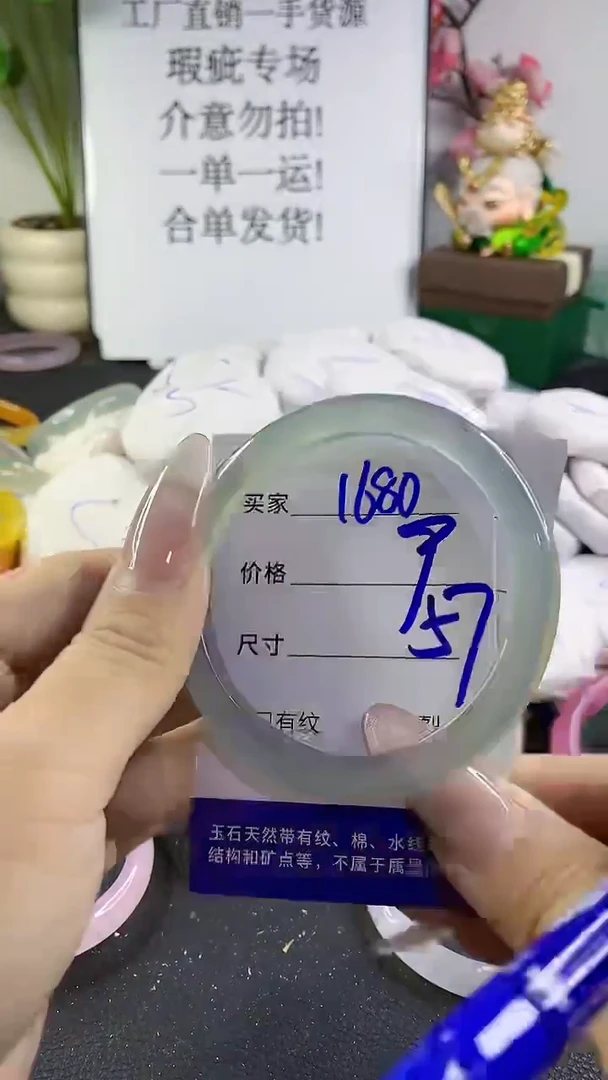 工厂直销一手货源
瑕疵专场
介意勿拍!
一单一运!
合单发货!
买家 1680
价格
尺寸 57
有纹
玉石天然带有纹、棉、水线
结构和矿点等，不属于质量